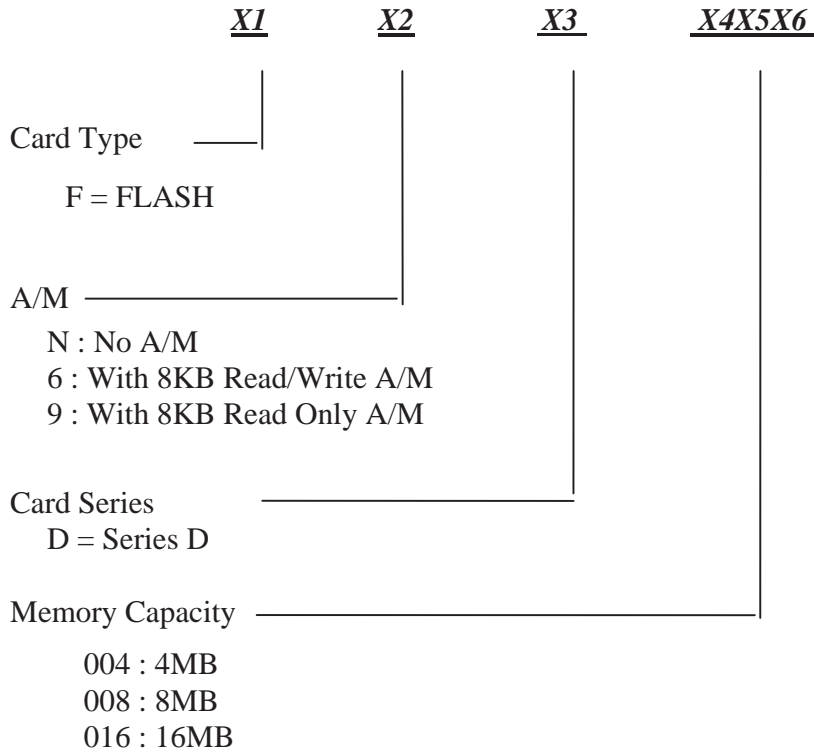 X1 X2 X3 X4X5X6
Card Type
F = FLASH
A/M
N : No A/M
6 : With 8KB Read/Write A/M
9 : With 8KB Read Only A/M
Card Series
D = Series D
Memory Capacity
004 : 4MB
008 : 8MB
016 : 16MB